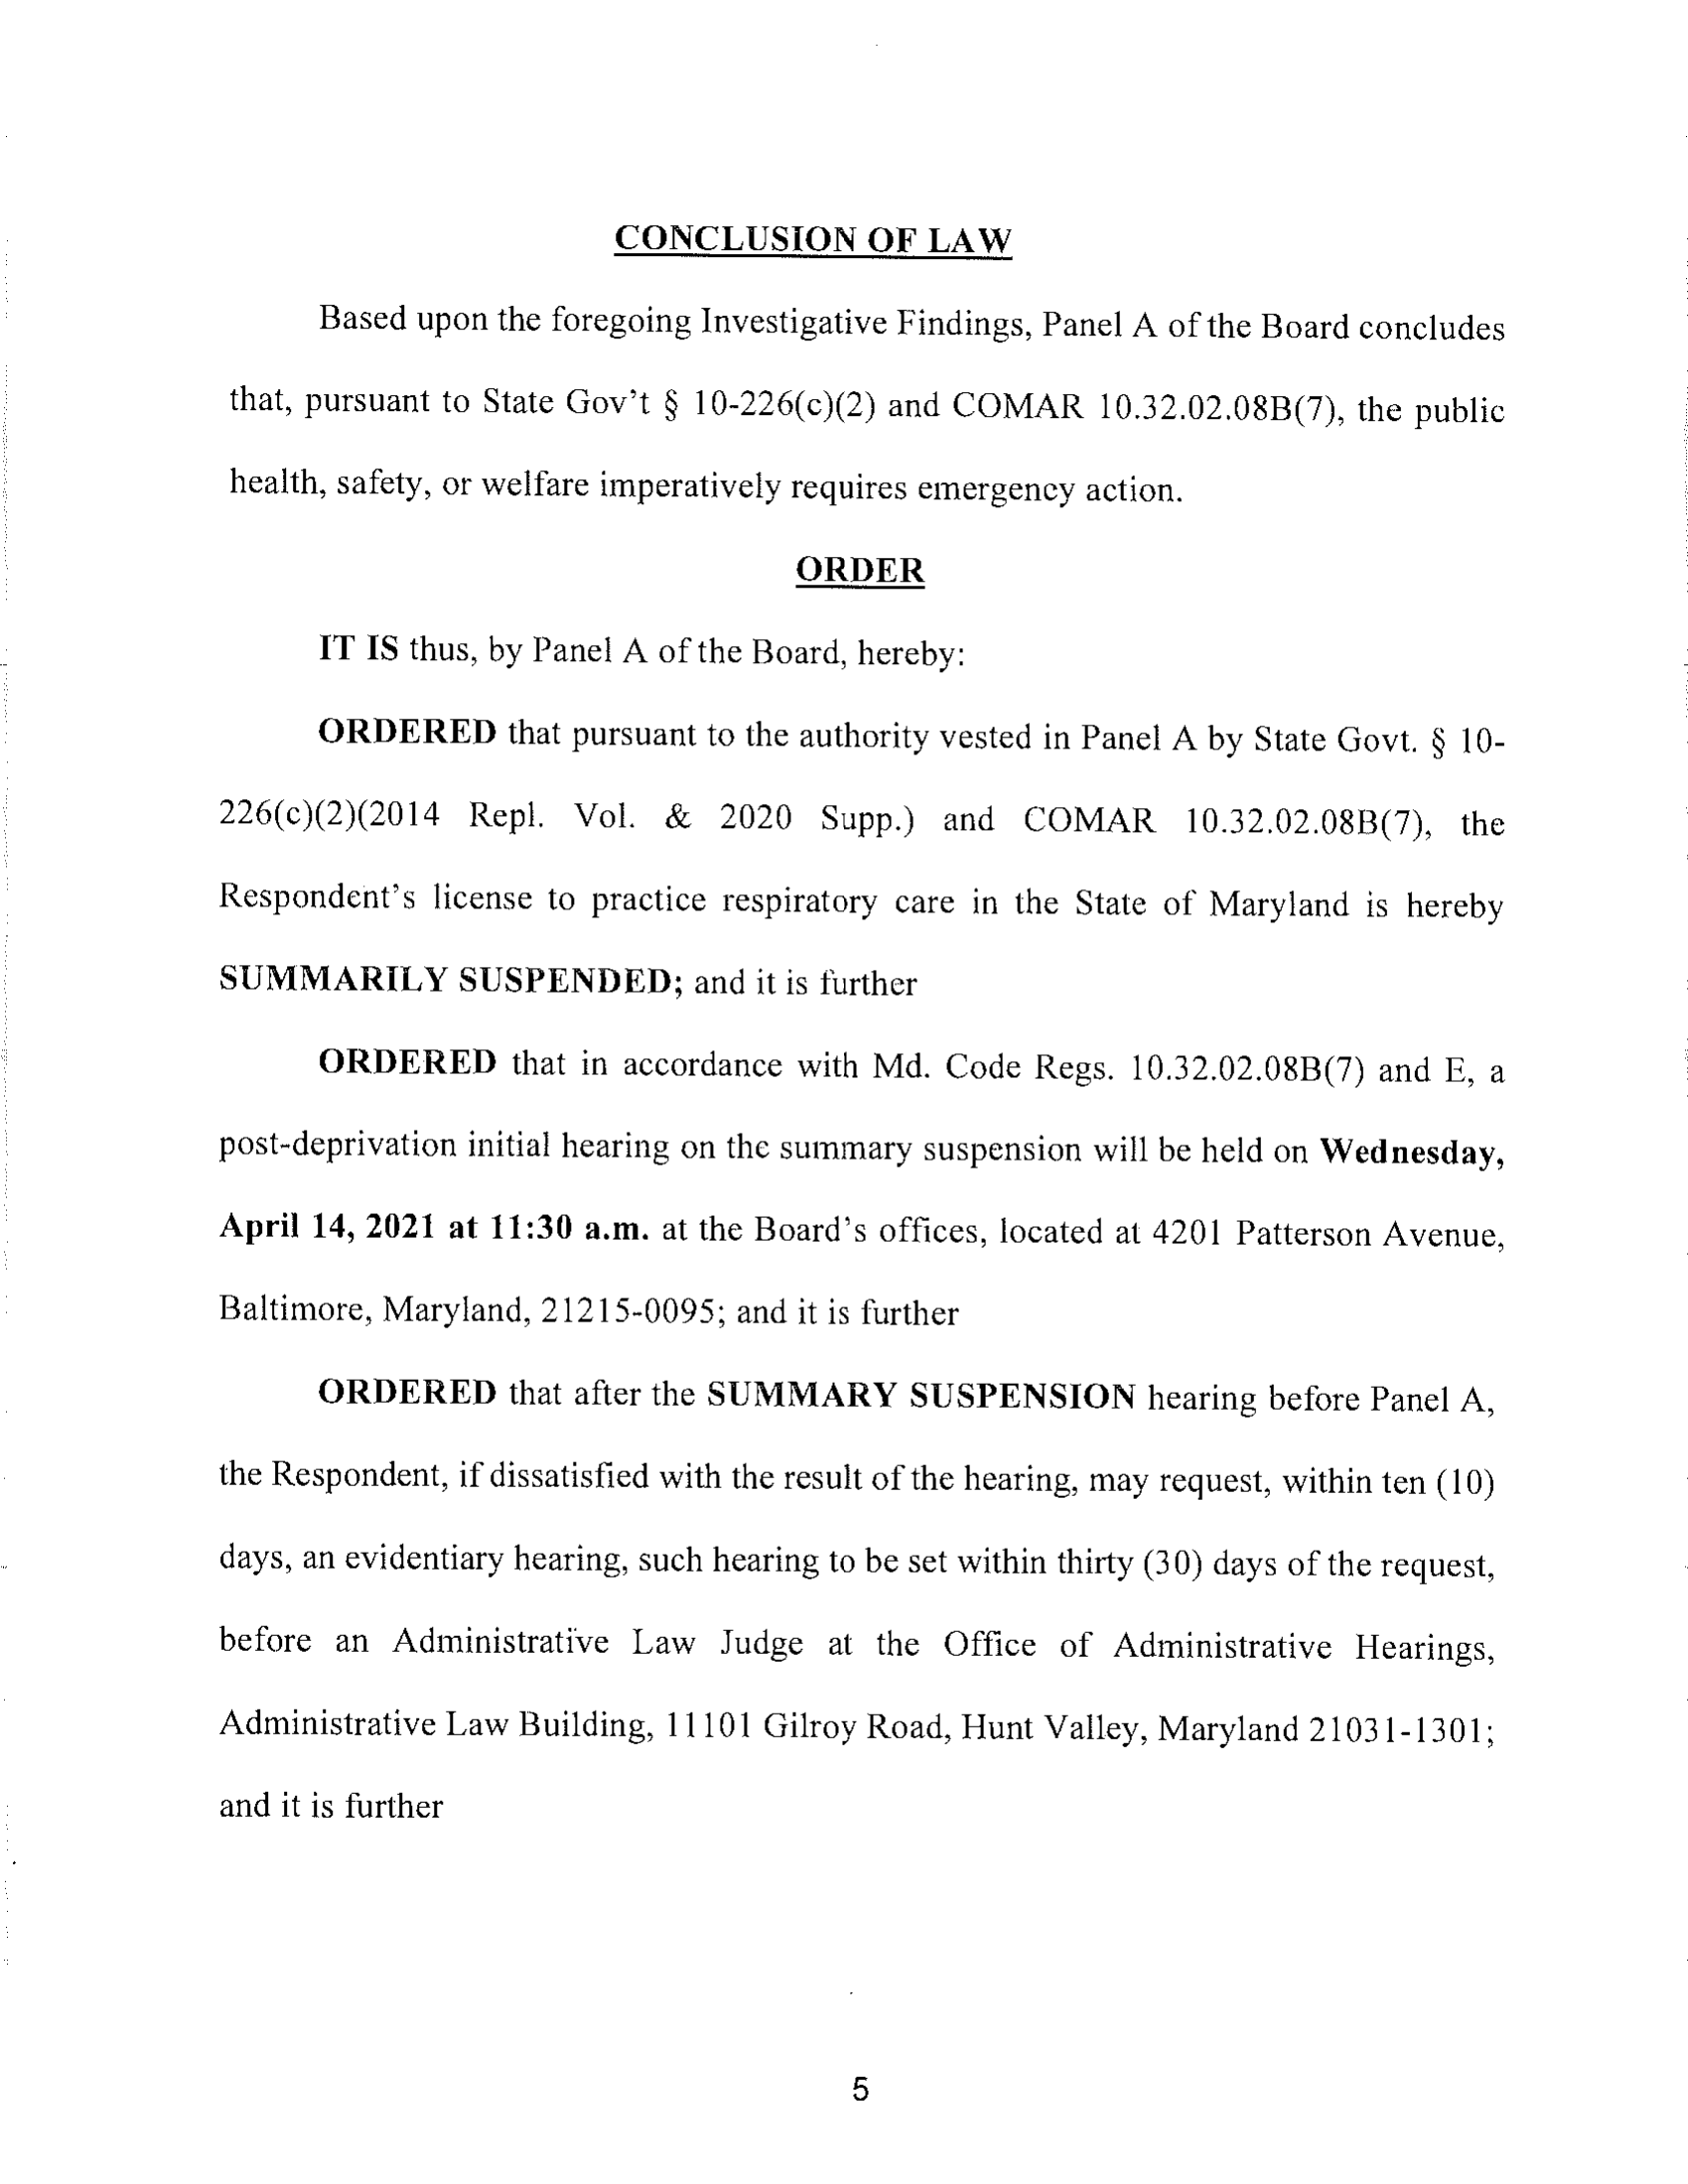 CONCLUSION OF LAW
Based upon the foregoing Investigative Findings, Panel A of the Board concludes
that, pursuant to State Gov't § 10-226(c)(2) and COMAR 10.32.02.08B(7), the public
health, safety, or welfare imperatively requires emergency action.
ORDER
IT IS thus, by Panel A of the Board, hereby:
ORDERED that pursuant to the authority vested in Panel A by State Govt. § 10-
226(c)(2)(2014 Repl. Vol. & 2020 Supp.) and COMAR 10.32.02.08B(7), the
Respondent's license to practice respiratory care in the State of Maryland is hereby
SUMMARILY SUSPENDED; and it is further
ORDERED that in accordance with Md. Code Regs. 10.32.02.08B(7) and E, a
post-deprivation initial hearing on the summary suspension will be held on Wednesday,
April 14, 2021 at 11:30 a.m. at the Board's offices, located at 4201 Patterson Avenue,
Baltimore, Maryland, 21215-0095; and it is further
ORDERED that after the SUMMARY SUSPENSION hearing before Panel A,
the Respondent, if dissatisfied with the result of the hearing, may request, within ten (10)
days, an evidentiary hearing, such hearing to be set within thirty (30) days of the request,
before an Administrative Law Judge at the Office of Administrative Hearings,
Administrative Law Building, 11101 Gilroy Road, Hunt Valley, Maryland 21031-1301;
and it is further
5